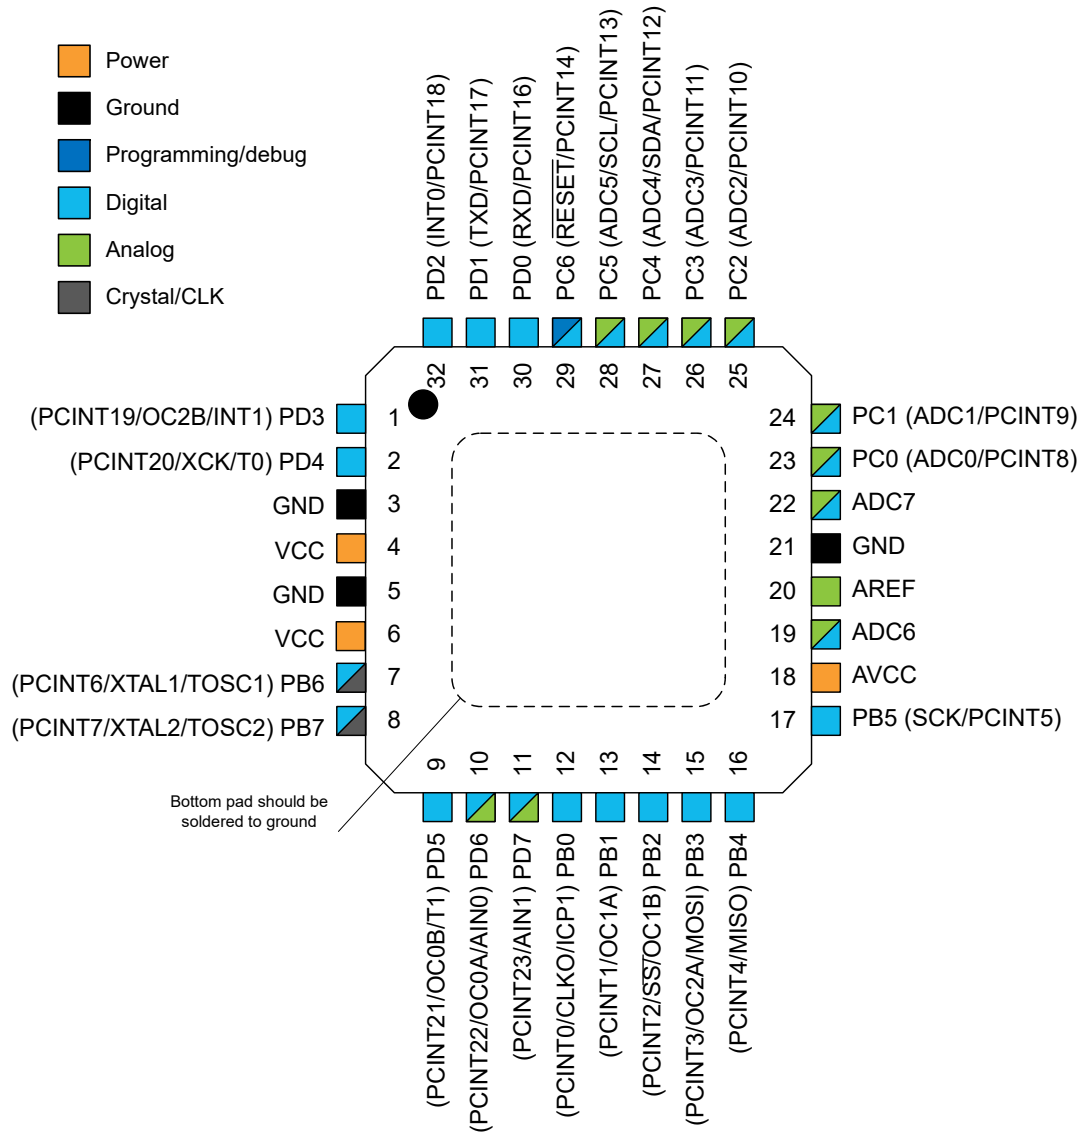 Power
Ground
Programming/debug
Digital
Analog
Crystal/CLK
PD2 (INT0/PCINT18)
PD1 (TXD/PCINT17)
PD0 (RXD/PCINT16)
PC6 (RESET/PCINT14)
PC5 (ADC5/SCL/PCINT13)
PC4 (ADC4/SDA/PCINT12)
PC3 (ADC3/PCINT11)
PC2 (ADC2/PCINT10)
32
31
30
29
28
27
26
25
(PCINT19/OC2B/INT1) PD3
1
(PCINT20/XCK/T0) PD4
2
GND
3
VCC
4
GND
5
VCC
6
(PCINT6/XTAL1/TOSC1) PB6
7
(PCINT7/XTAL2/TOSC2) PB7
8
24
PC1 (ADC1/PCINT9)
23
PC0 (ADC0/PCINT8)
22
ADC7
21
GND
20
AREF
19
ADC6
18
AVCC
17
PB5 (SCK/PCINT5)
9
10
11
12
13
14
15
16
Bottom pad should be
soldered to ground
(PCINT21/OC0B/T1) PD5
(PCINT22/OC0A/AIN0) PD6
(PCINT23/AIN1) PD7
(PCINT0/CLKO/ICP1) PB0
(PCINT1/OC1A) PB1
(PCINT2/SS/OC1B) PB2
(PCINT3/OC2A/MOSI) PB3
(PCINT4/MISO) PB4